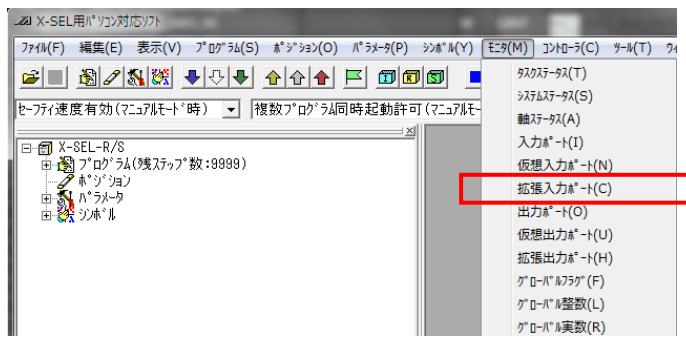 X-SEL用パソコン対応ソフト
ファイル(F) 編集(E) 表示(V) プログラム(S) ポジション(O) パラメータ(P) シンボル(Y) モニタ(M) コントローラ(C) ツール(T)
セーフティ速度有効(マニュアルモード時) 複数プログラム同時起動許可(マニュアルモー
X-SEL-R/S
プログラム(残ステップ数:9999)
ポジション
パラメータ
シンボル
タスクステータス(T)
システムステータス(S)
軸ステータス(A)
入力ポート(I)
仮想入力ポート(N)
拡張入力ポート(C)
出力ポート(O)
仮想出力ポート(U)
拡張出力ポート(H)
グローバルフラグ(F)
グローバル整数(L)
グローバル実数(R)